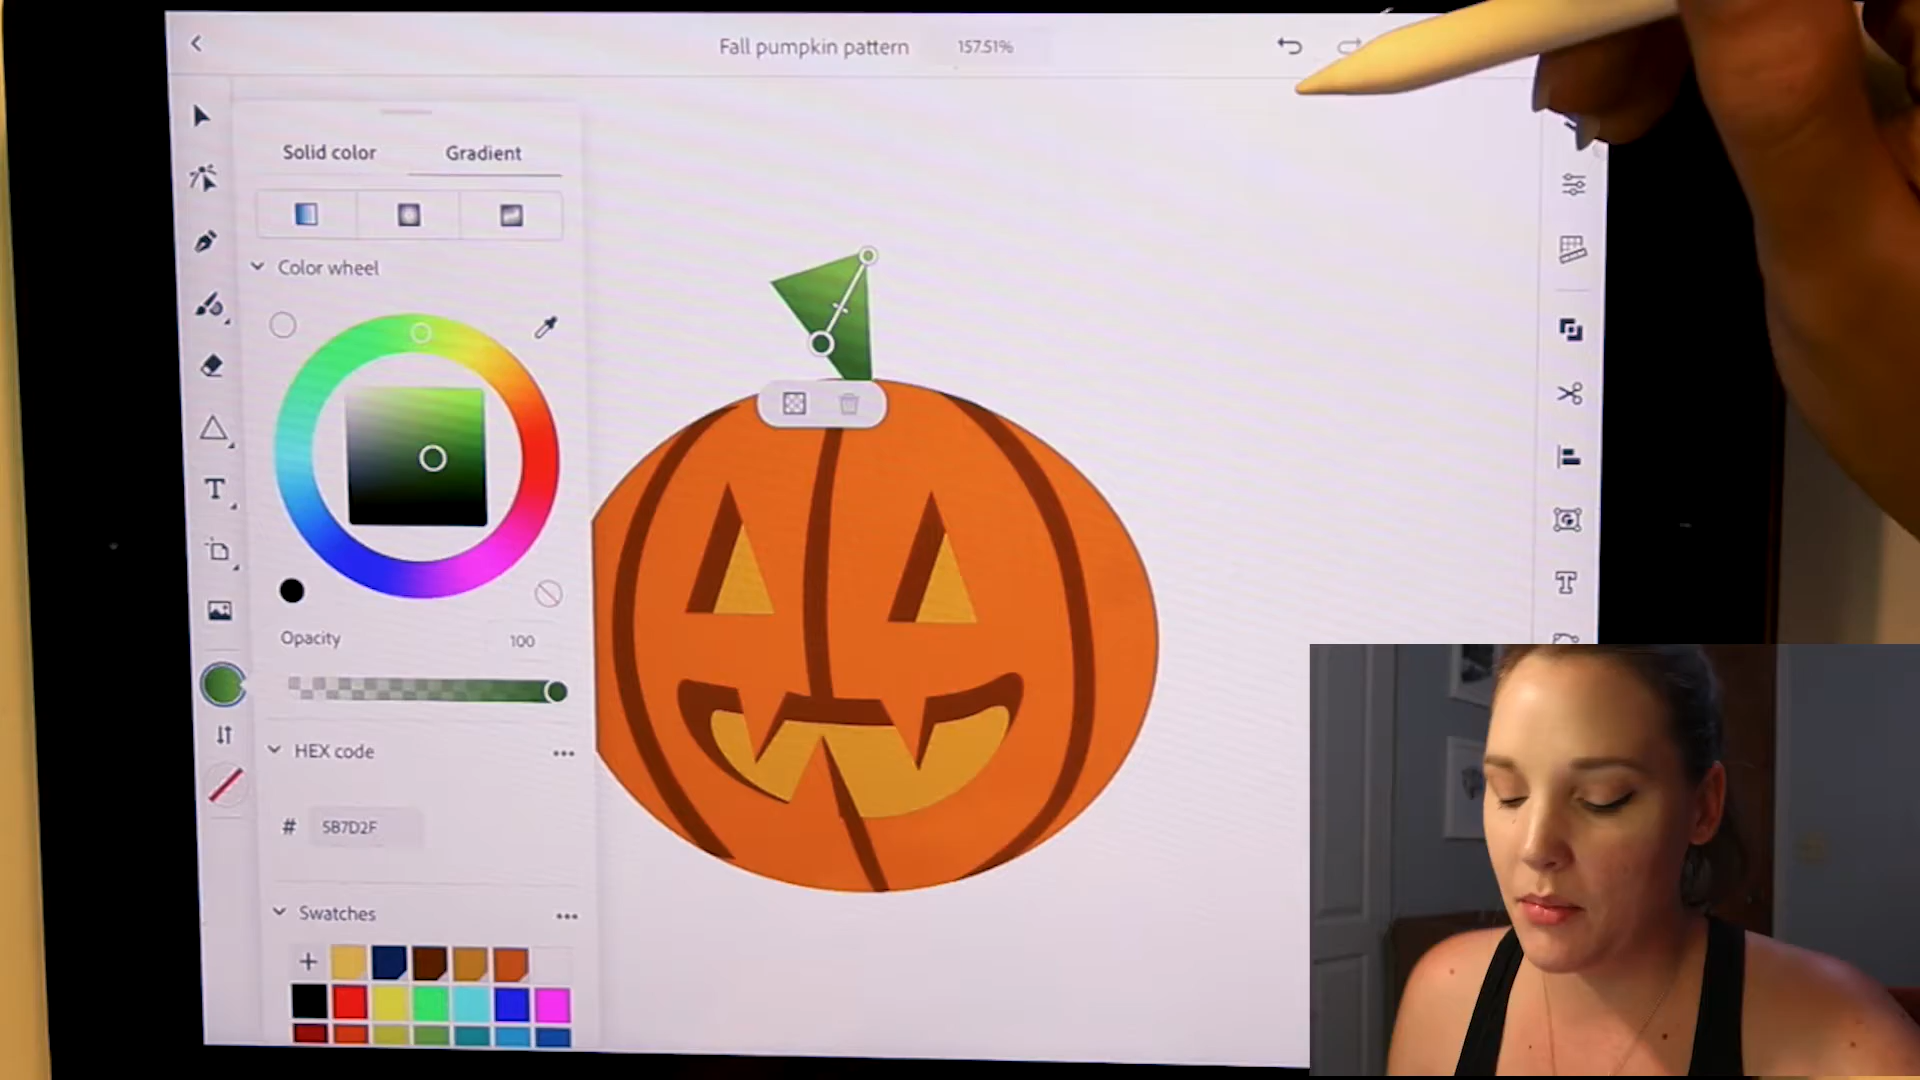 Fall pumpkin pattern 157.51%
Solid color Gradient
Color wheel
Opacity 100
HEX code
# 5B7D2F
Swatches